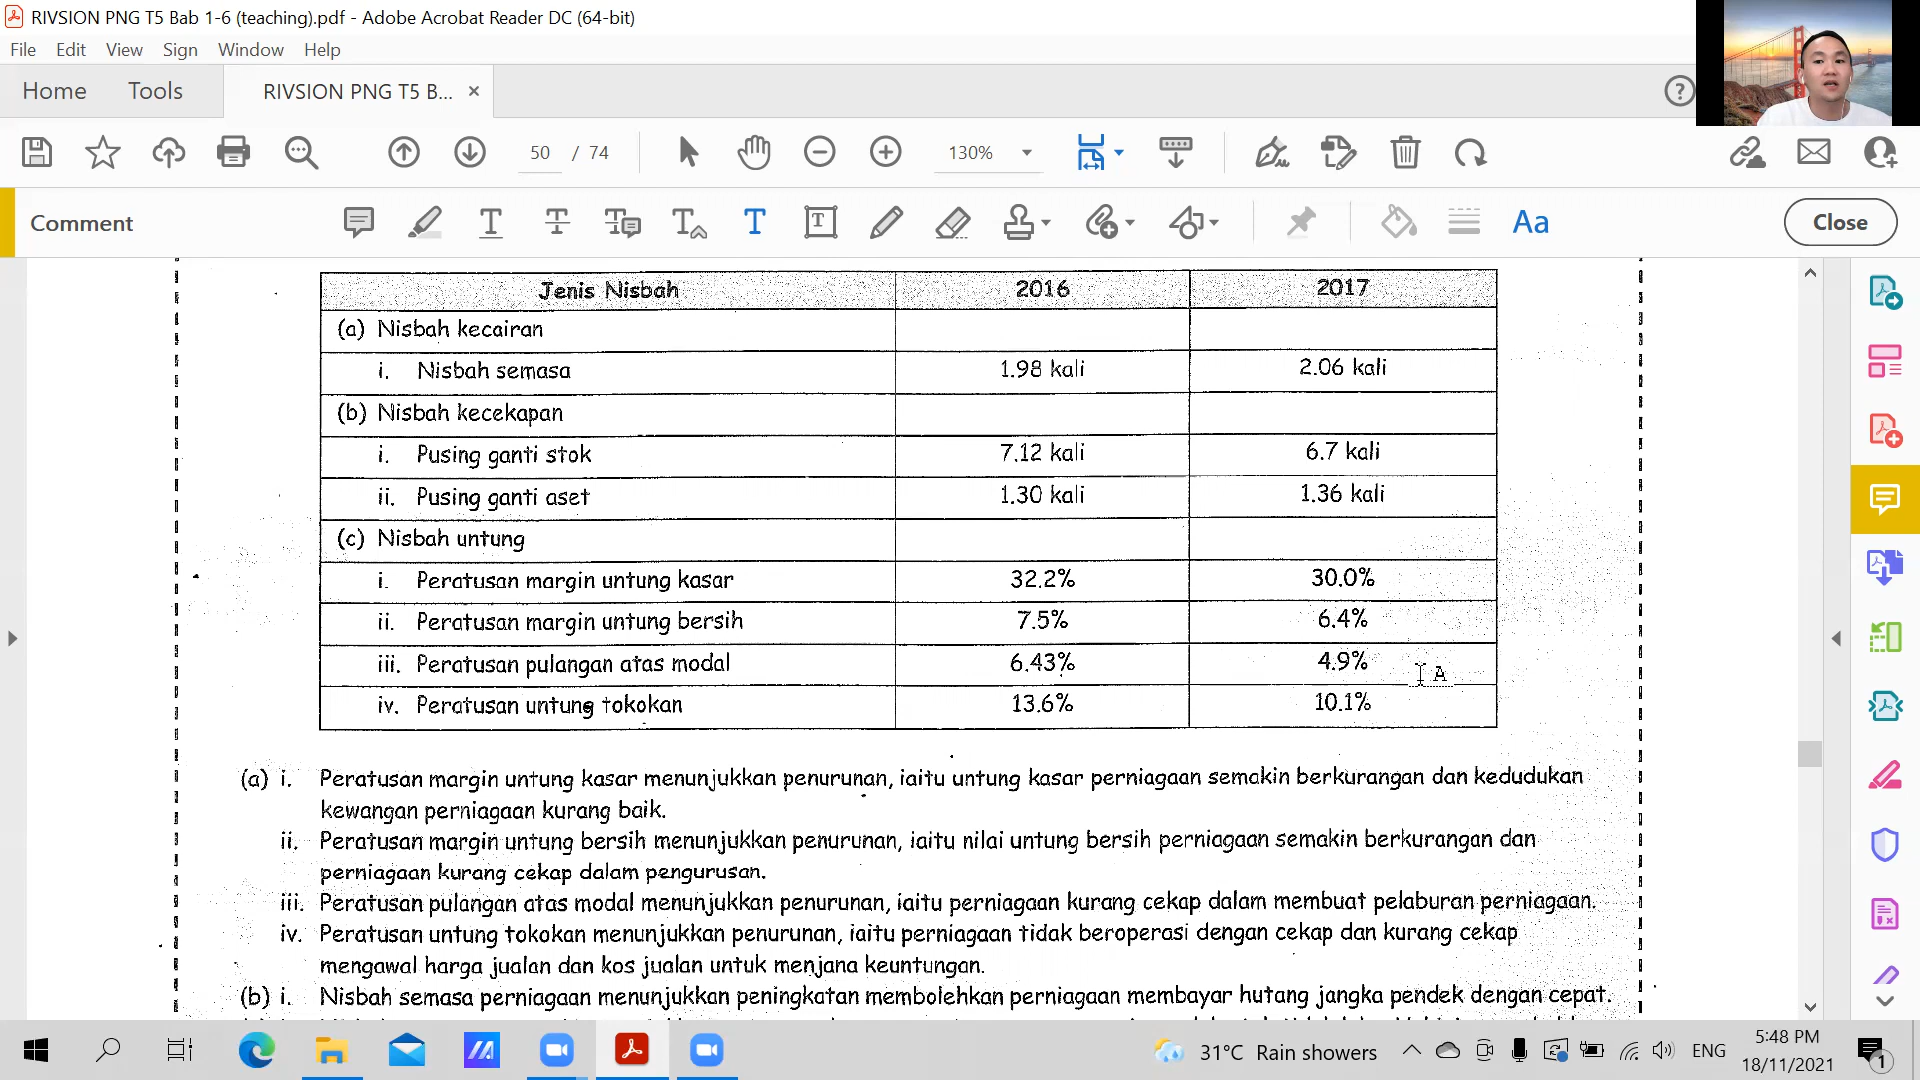 RIVSION PNG T5 Bab 1-6 (teaching).pdf - Adobe Acrobat Reader DC (64-bit)
File Edit View Sign Window Help
Home Tools RIVSION PNG T5 B... ×
50 / 74 130%
Comment Close
Jenis Nisbah 2016 2017
(a) Nisbah kecairan
i. Nisbah semasa 1.98 kali 2.06 kali
(b) Nisbah kecekapan
i. Pusing ganti stok 7.12 kali 6.7 kali
ii. Pusing ganti aset 1.30 kali 1.36 kali
(c) Nisbah untung
i. Peratusan margin untung kasar 32.2% 30.0%
ii. Peratusan margin untung bersih 7.5% 6.4%
iii. Peratusan pulangan atas modal 6.43% 4.9%
iv. Peratusan untung tokokan 13.6% 10.1%
(a) i. Peratusan margin untung kasar menunjukkan penurunan, iaitu untung kasar perniagaan semakin berkurangan dan kedudukan
kewangan perniagaan kurang baik.
ii. Peratusan margin untung bersih menunjukkan penurunan, iaitu nilai untung bersih perniagaan semakin berkurangan dan
perniagaan kurang cekap dalam pengurusan.
iii. Peratusan pulangan atas modal menunjukkan penurunan, iaitu perniagaan kurang cekap dalam membuat pelaburan perniagaan.
iv. Peratusan untung tokokan menunjukkan penurunan, iaitu perniagaan tidak beroperasi dengan cekap dan kurang cekap
mengawal harga jualan dan kos jualan untuk menjana keuntungan.
(b) i. Nisbah semasa perniagaan menunjukkan peningkatan membolehkan perniagaan membayar hutang jangka pendek dengan cepat.
31°C Rain showers ENG 5:48 PM
18/11/2021 1